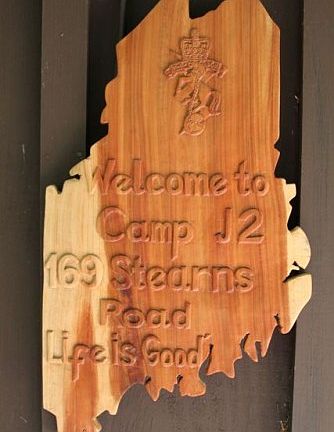 Welcome to
Camp J2
169 Stearns
Road
Life is Good"